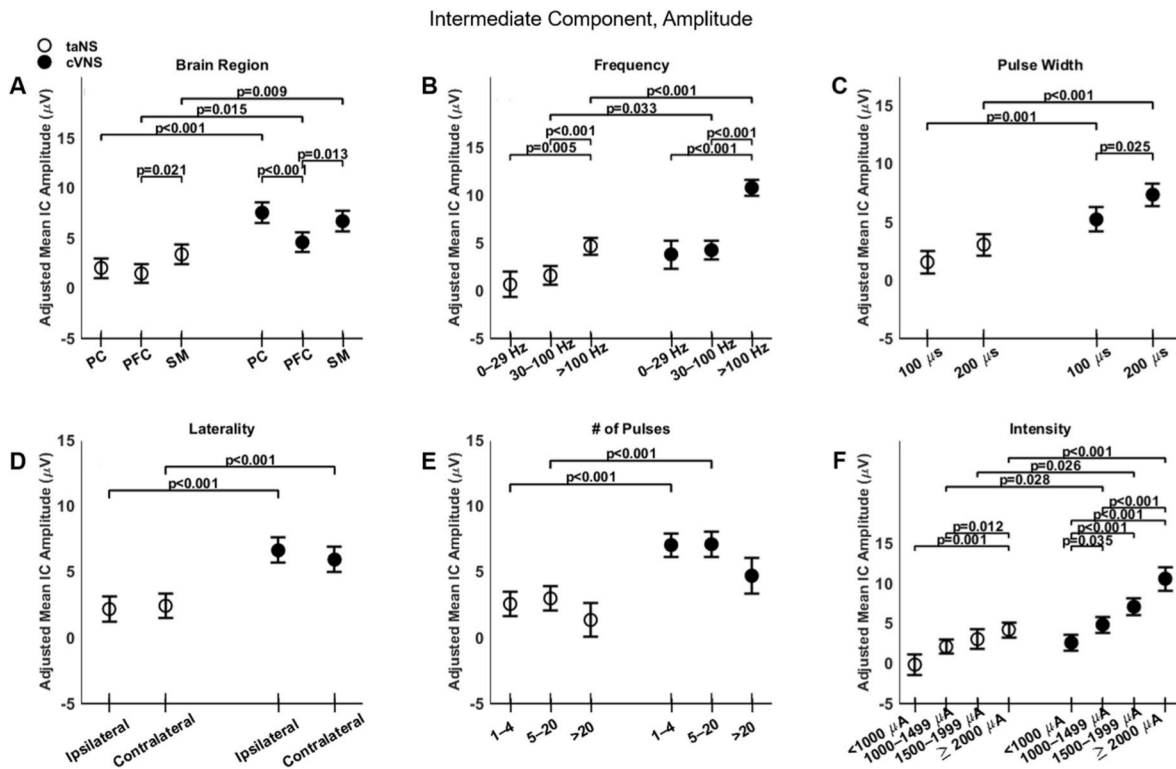 Intermediate Component, Amplitude
taNS
cVNS
A
Brain Region
Adjusted Mean IC Amplitude (μV)
15
10
5
0
-5
p=0.009
p=0.015
p<0.001
p=0.021
p<0.001
p=0.013
PC
PFC
SM
PC
PFC
SM
B
Frequency
Adjusted Mean IC Amplitude (μV)
15
10
5
0
-5
p<0.001
p=0.033
p<0.001
p=0.005
p<0.001
p<0.001
0–29 Hz
30–100 Hz
>100 Hz
0–29 Hz
30–100 Hz
>100 Hz
C
Pulse Width
Adjusted Mean IC Amplitude (μV)
15
10
5
0
-5
p<0.001
p=0.001
p=0.025
100 μs
200 μs
100 μs
200 μs
D
Laterality
Adjusted Mean IC Amplitude (μV)
15
10
5
0
-5
p<0.001
p<0.001
Ipsilateral
Contralateral
Ipsilateral
Contralateral
E
# of Pulses
Adjusted Mean IC Amplitude (μV)
15
10
5
0
-5
p<0.001
p<0.001
1–4
5–20
>20
1–4
5–20
>20
F
Intensity
Adjusted Mean IC Amplitude (μV)
15
10
5
0
-5
p<0.001
p=0.026
p=0.028
p<0.001
p<0.001
p=0.012
p<0.001
p=0.001
p=0.035
<1000 μA
1000–1499 μA
1500–1999 μA
≥ 2000 μA
<1000 μA
1000–1499 μA
1500–1999 μA
≥ 2000 μA